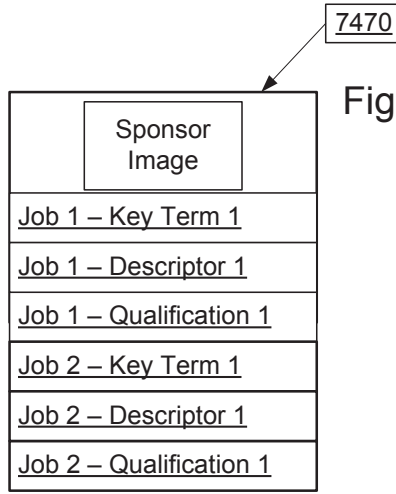 7470
Fig
Sponsor
Image
Job 1 – Key Term 1
Job 1 – Descriptor 1
Job 1 – Qualification 1
Job 2 – Key Term 1
Job 2 – Descriptor 1
Job 2 – Qualification 1